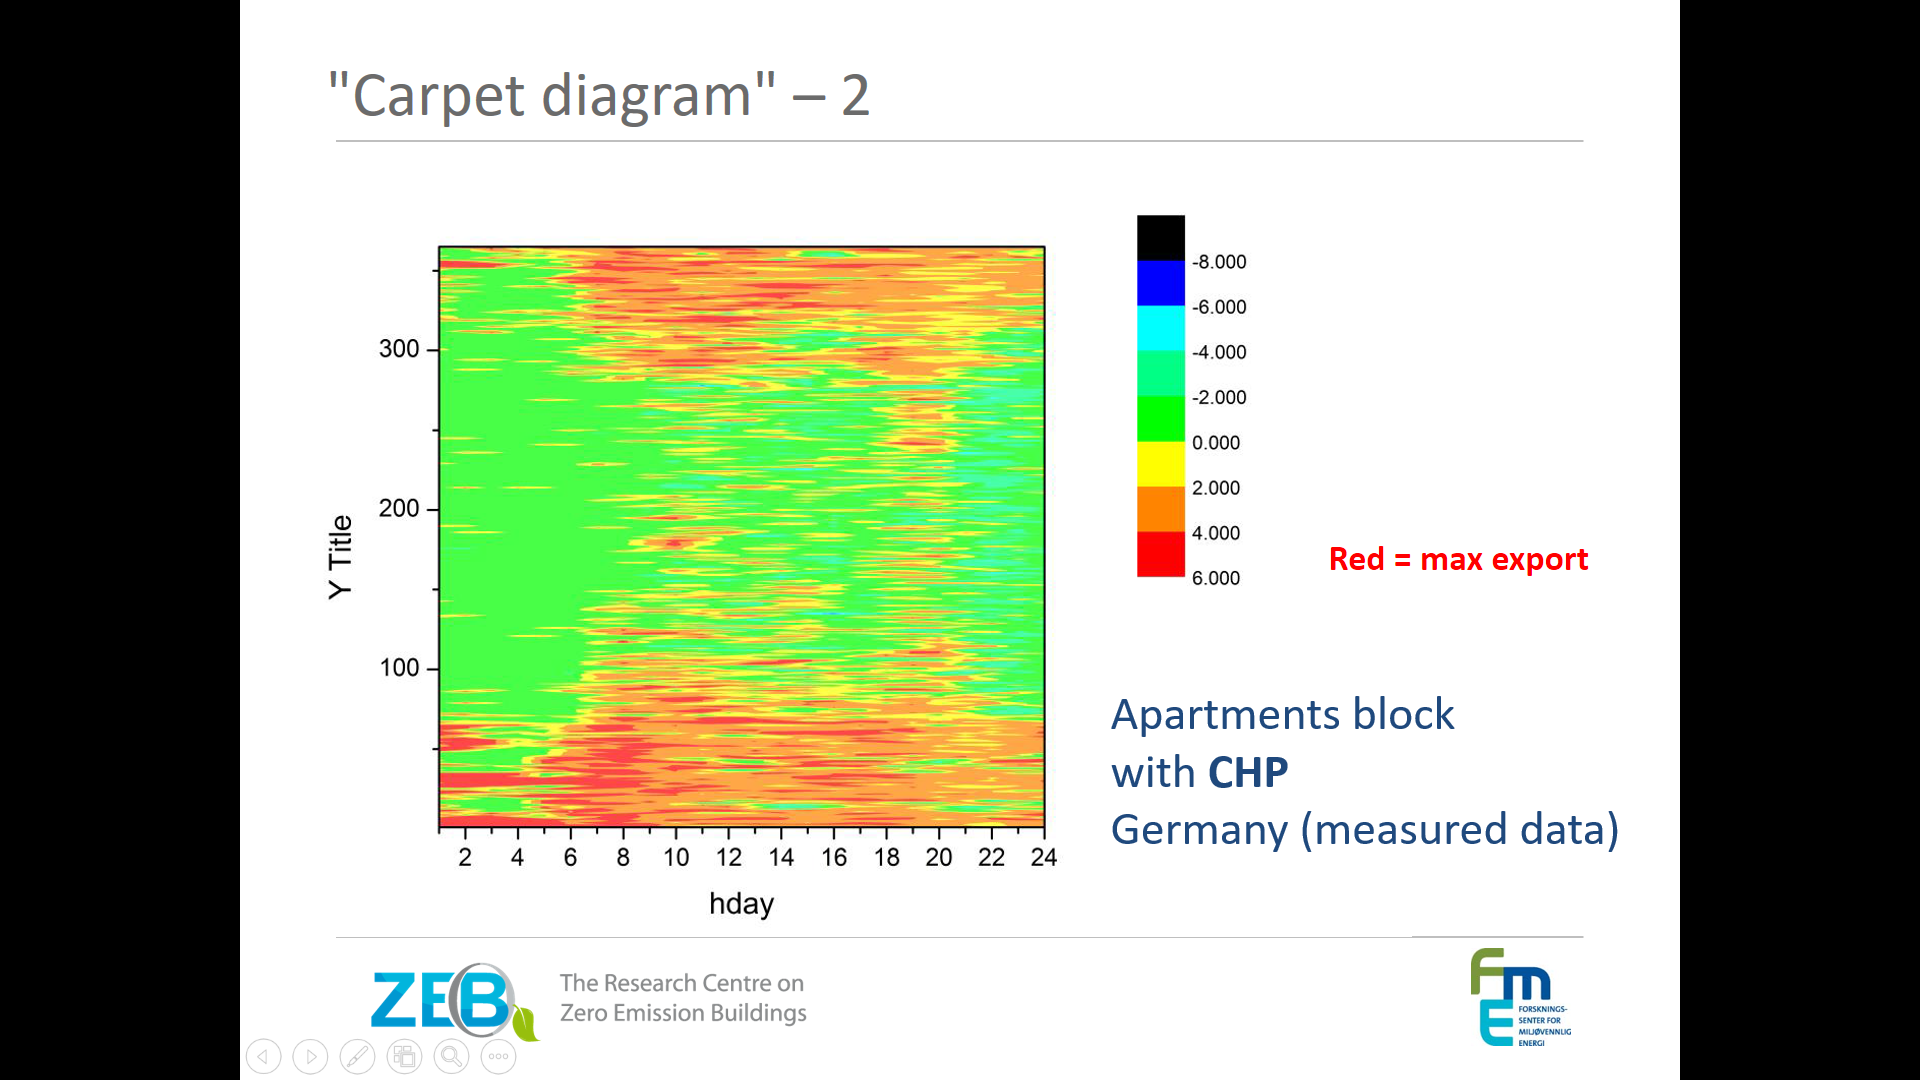 "Carpet diagram" – 2
-8.000
-6.000
-4.000
-2.000
0.000
2.000
4.000
6.000
Red = max export
300
200
100
Y Title
2 4 6 8 10 12 14 16 18 20 22 24
hday
Apartments block
with CHP
Germany (measured data)
ZEB
The Research Centre on
Zero Emission Buildings
FmE
FORSKNINGS-
SENTER FOR
MILJØVENNLIG
ENERGI